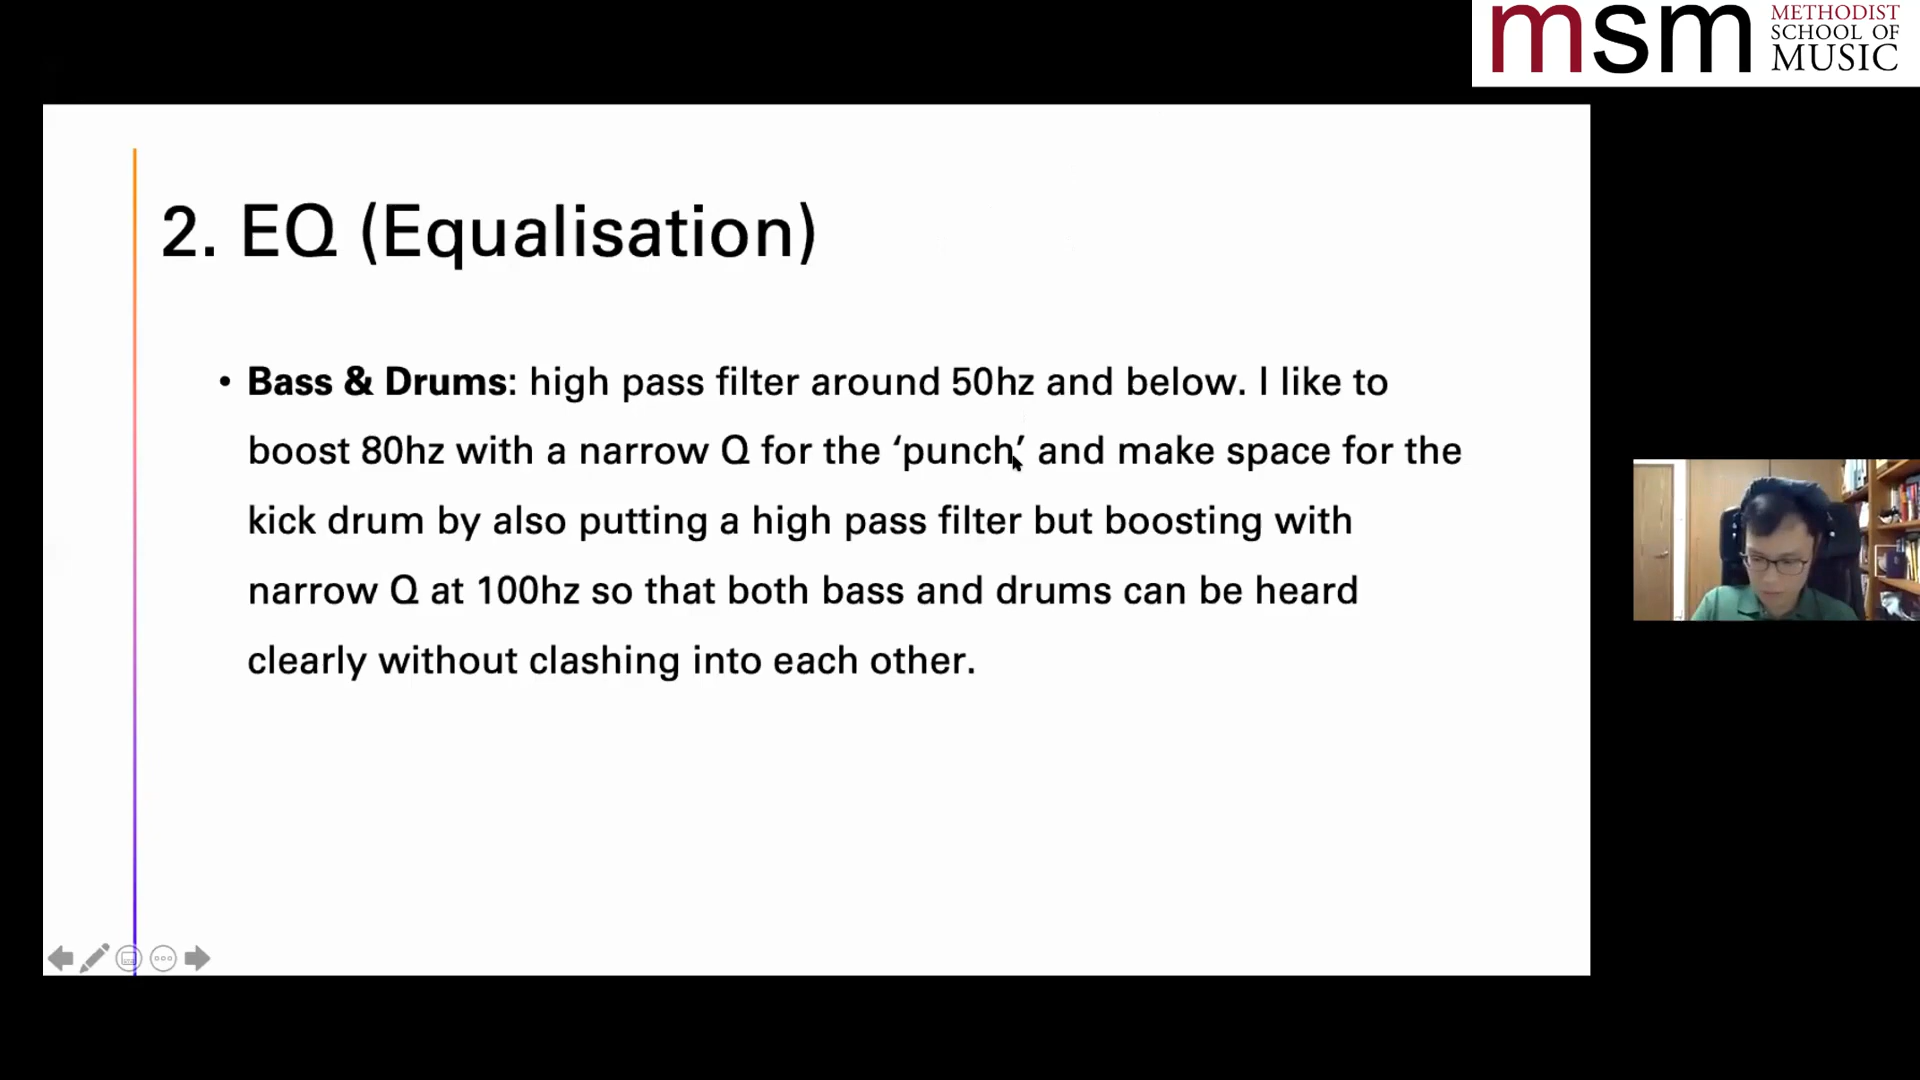 msm METHODIST
SCHOOL OF
MUSIC
2. EQ (Equalisation)
• Bass & Drums: high pass filter around 50hz and below. I like to
boost 80hz with a narrow Q for the ‘punch’ and make space for the
kick drum by also putting a high pass filter but boosting with
narrow Q at 100hz so that both bass and drums can be heard
clearly without clashing into each other.